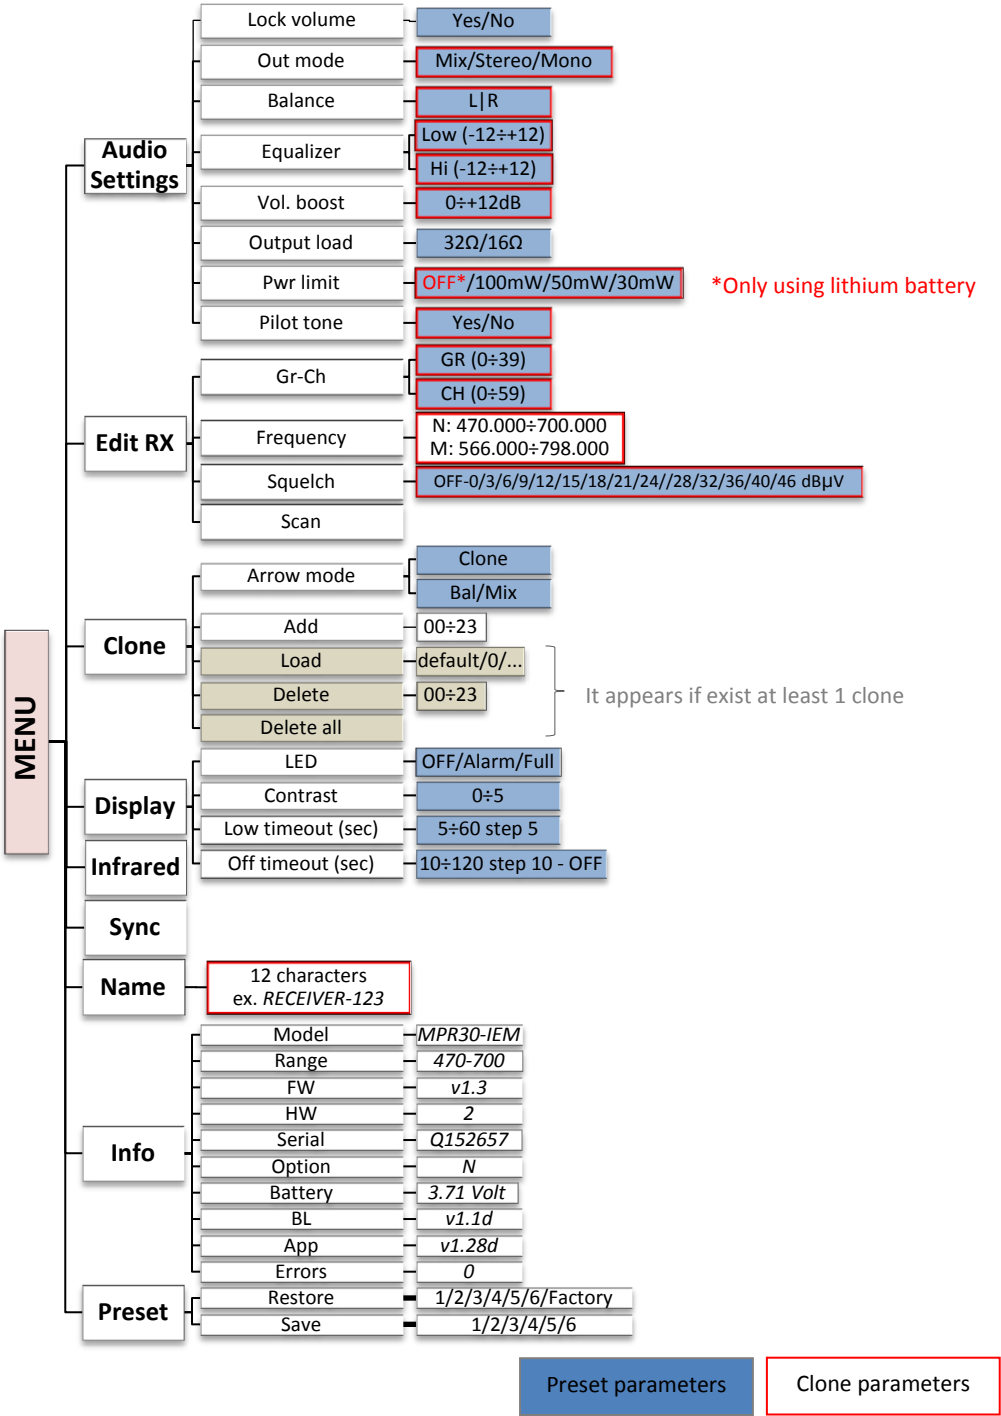 Lock volume Yes/No
Out mode Mix/Stereo/Mono
Balance L|R
Audio
Settings
Equalizer Low (-12÷+12)
Hi (-12÷+12)
Vol. boost 0÷+12dB
Output load 32Ω/16Ω
Pwr limit OFF*/100mW/50mW/30mW *Only using lithium battery
Pilot tone Yes/No
Gr-Ch GR (0÷39)
CH (0÷59)
Edit RX
Frequency N: 470.000÷700.000
M: 566.000÷798.000
Squelch OFF-0/3/6/9/12/15/18/21/24//28/32/36/40/46 dBµV
Scan
Arrow mode Clone
Bal/Mix
Clone
Add 00÷23
Load default/0/...
Delete 00÷23
It appears if exist at least 1 clone
Delete all
MENU
LED OFF/Alarm/Full
Display
Contrast 0÷5
Low timeout (sec) 5÷60 step 5
Off timeout (sec) 10÷120 step 10 - OFF
Infrared
Sync
Name
12 characters
ex. RECEIVER-123
Model MPR30-IEM
Range 470-700
FW v1.3
HW 2
Serial Q152657
Info
Option N
Battery 3.71 Volt
BL v1.1d
App v1.28d
Errors 0
Preset
Restore 1/2/3/4/5/6/Factory
Save 1/2/3/4/5/6
Preset parameters
Clone parameters